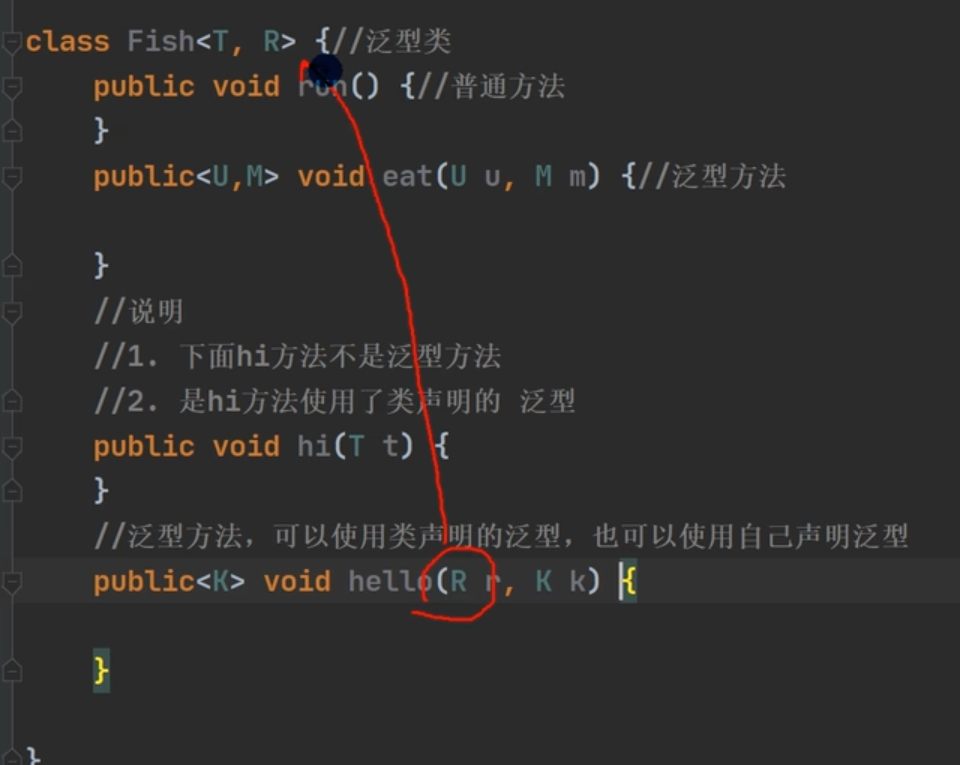 class Fish<T, R> {//泛型类
public void run() {//普通方法
}
public<U,M> void eat(U u, M m) {//泛型方法
}
//说明
//1. 下面hi方法不是泛型方法
//2. 是hi方法使用了类声明的 泛型
public void hi(T t) {
}
//泛型方法，可以使用类声明的泛型，也可以使用自己声明泛型
public<K> void hello(R r, K k) {
}
}